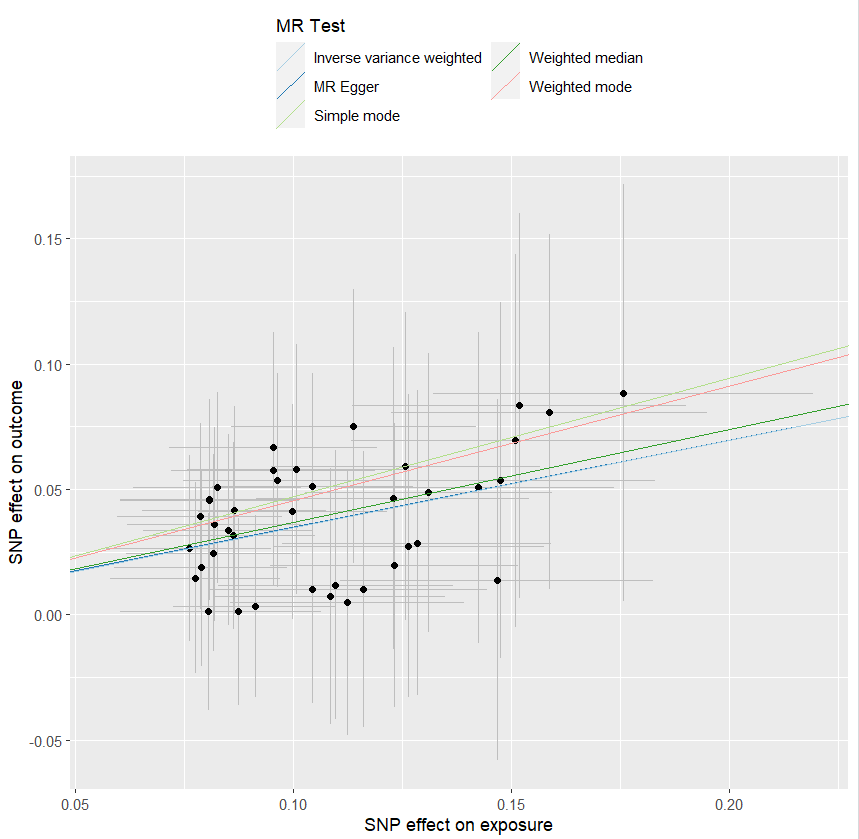 MR Test
Inverse variance weighted
Weighted median
MR Egger
Weighted mode
Simple mode
SNP effect on outcome
0.15
0.10
0.05
0.00
-0.05
0.05
0.10
0.15
0.20
SNP effect on exposure